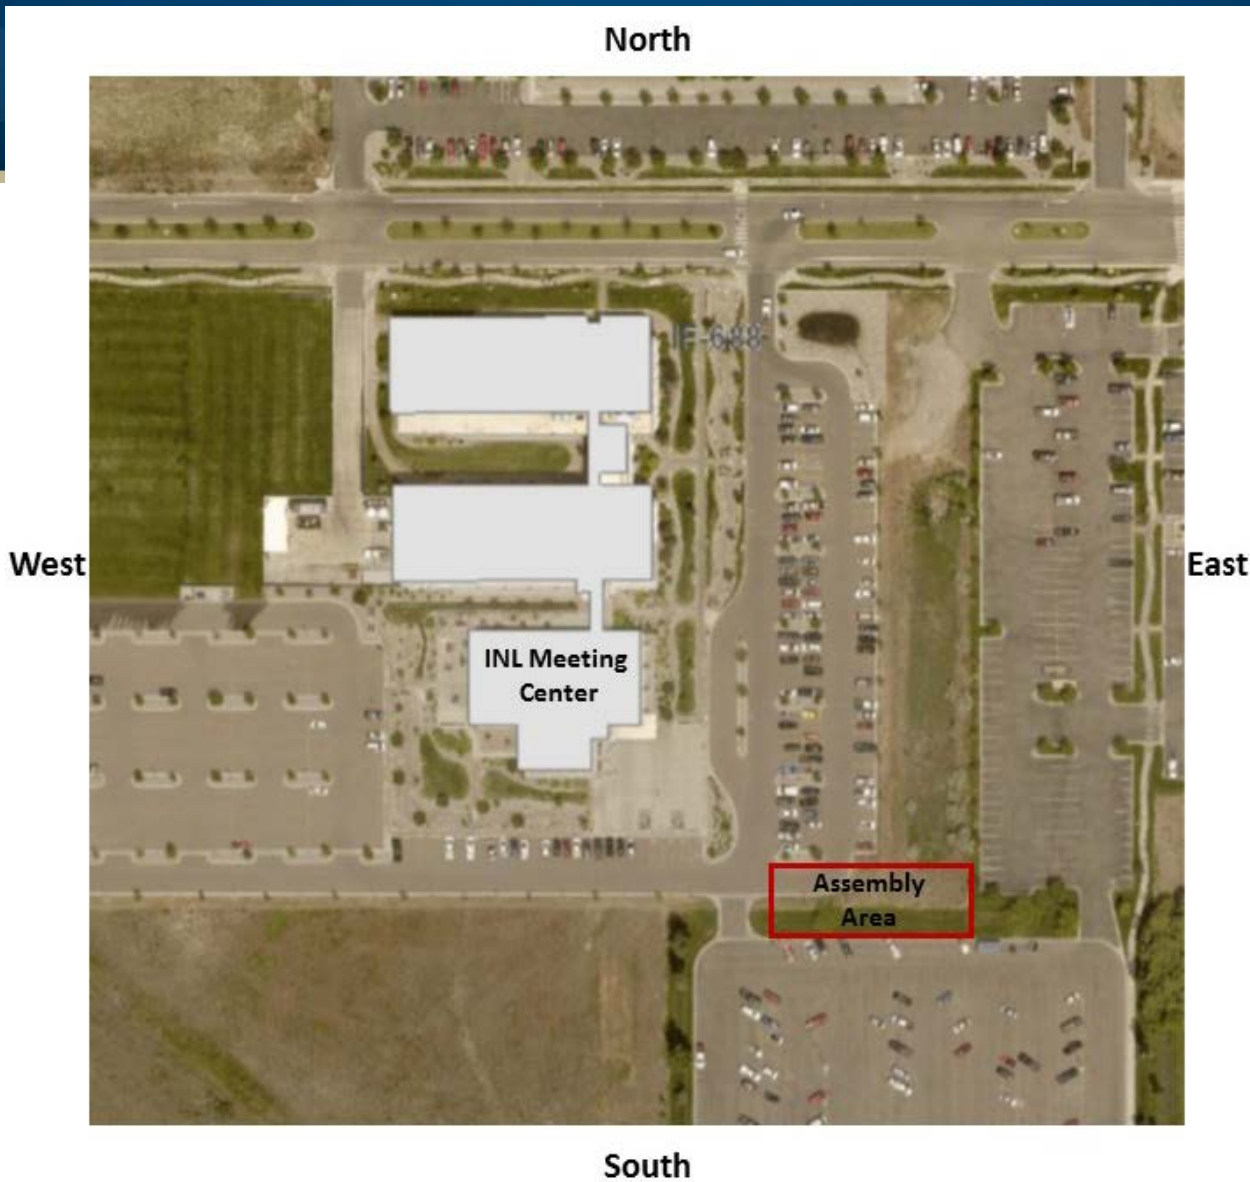 North
IF-688
West
East
INL Meeting
Center
Assembly
Area
South